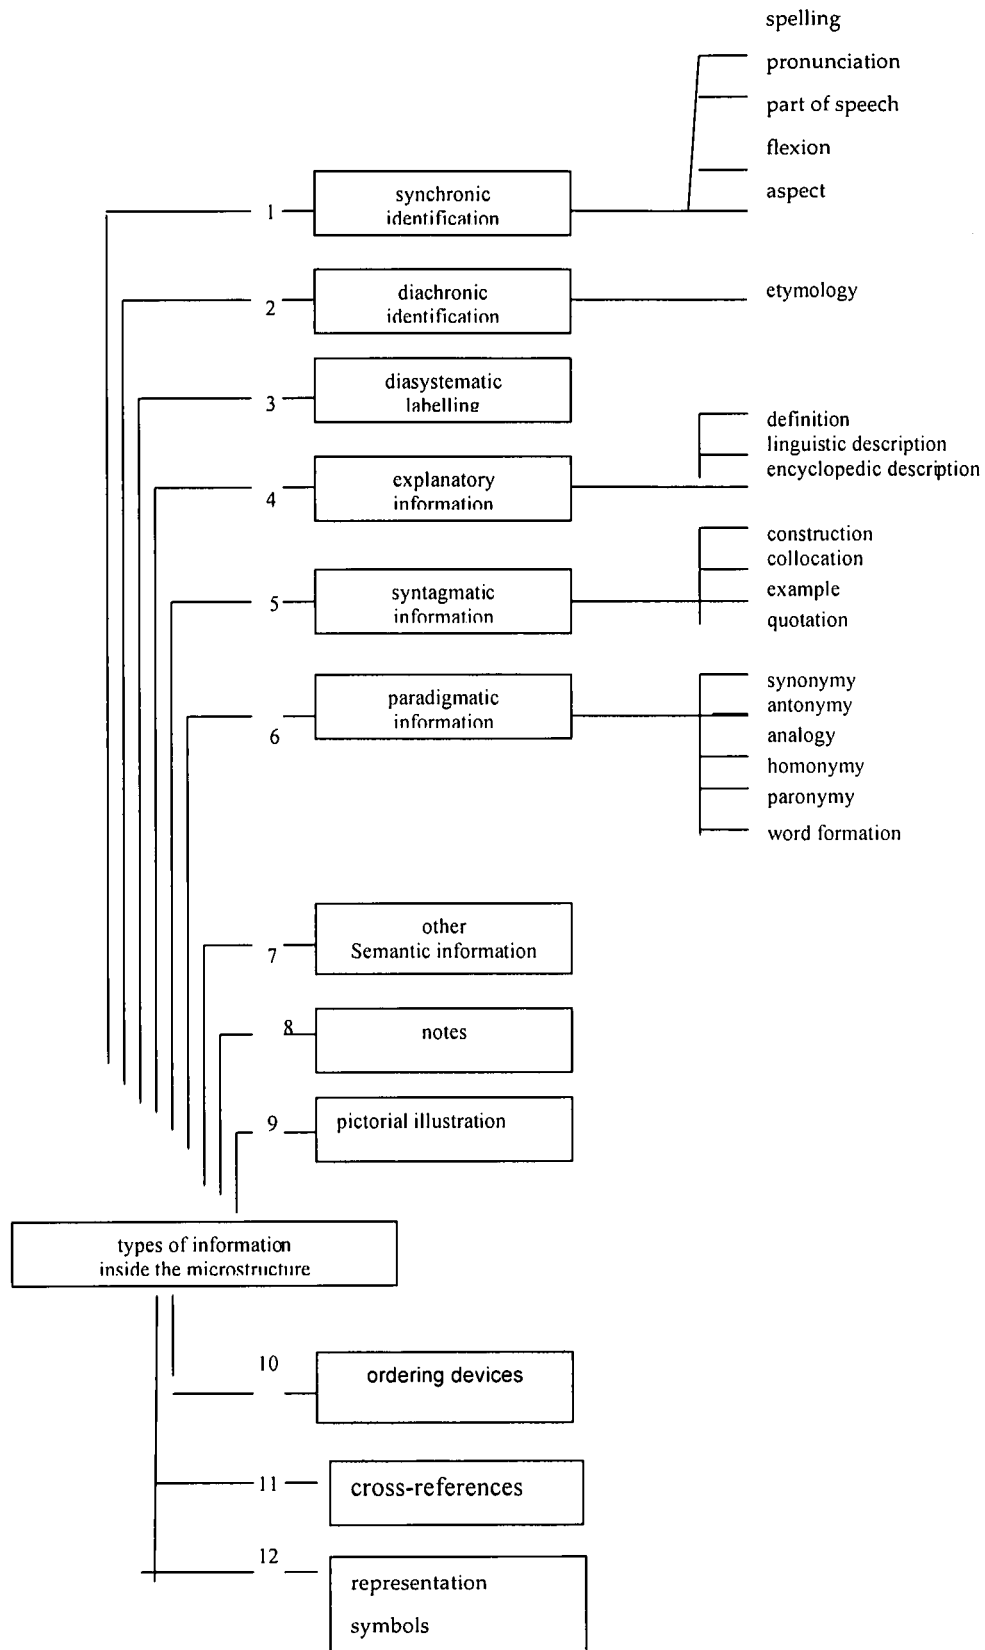 spelling
pronunciation
part of speech
flexion
aspect
1
synchronic
identification
2
diachronic
identification
etymology
3
diasystematic
labelling
4
explanatory
information
definition
linguistic description
encyclopedic description
5
syntagmatic
information
construction
collocation
example
quotation
6
paradigmatic
information
synonymy
antonymy
analogy
homonymy
paronymy
word formation
7
other
Semantic information
8
notes
9
pictorial illustration
types of information
inside the microstructure
10
ordering devices
11
cross-references
12
representation
symbols